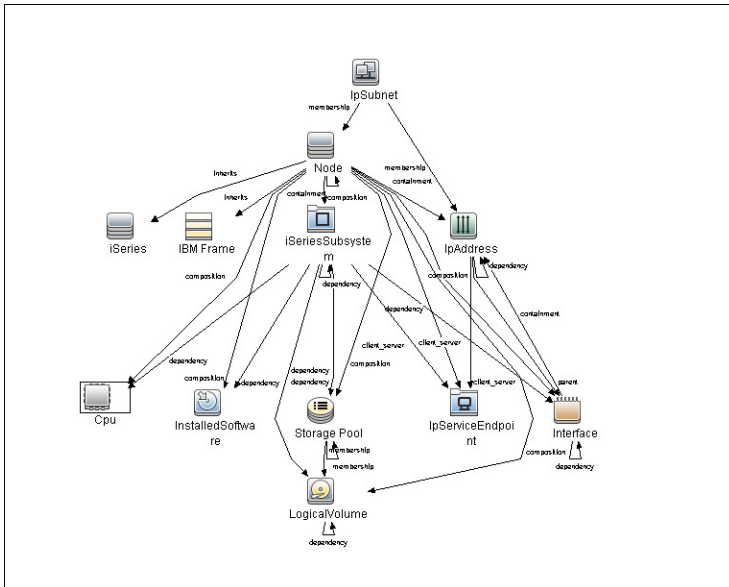 IpSubnet
membership
Node
membership
Inherits
containment
Inherits
containment
composition
iSeries
IBM Frame
iSeriesSubsyste
m
IpAddress
dependency
composition
composition
dependency
dependency
containment
client_server
client_server
dependency
composition
dependency
dependency
composition
dependency
client_server
parent
Cpu
InstalledSoftwa
re
Storage Pool
IpServiceEndpoi
nt
Interface
membership
composition
membership
dependency
LogicalVolume
dependency